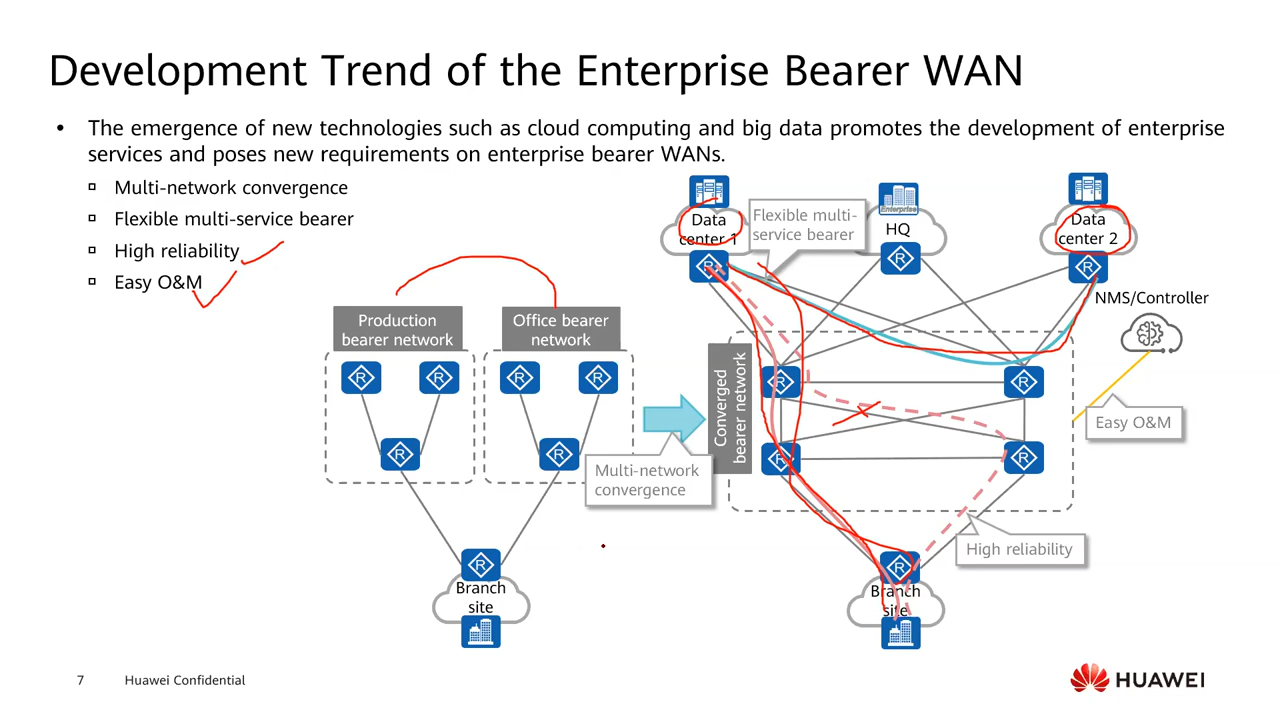 Development Trend of the Enterprise Bearer WAN
• The emergence of new technologies such as cloud computing and big data promotes the development of enterprise
services and poses new requirements on enterprise bearer WANs.
Multi-network convergence
Flexible multi-service bearer
High reliability
Easy O&M
Production
bearer network
Office bearer
network
R
R
R
R
R
R
R
Branch
site
Multi-network
convergence
Data
center 1
Flexible multi-
service bearer
Enterprise
HQ
Data
center 2
R
R
R
NMS/Controller
Converged
bearer network
R
R
R
R
Easy O&M
High reliability
R
Branch
site
7
Huawei Confidential
HUAWEI